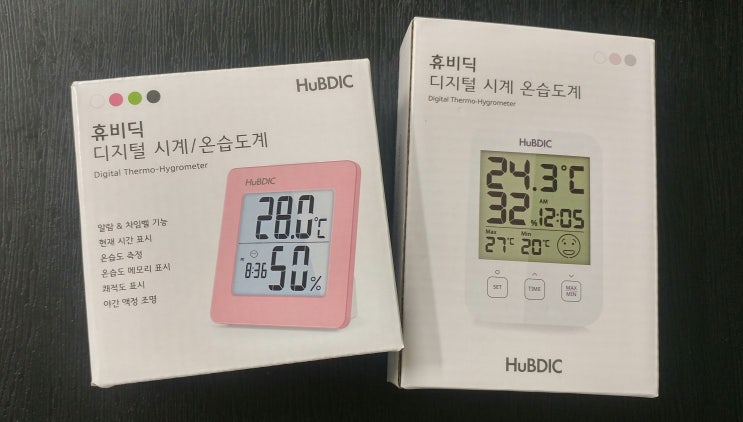 HuBDIC
휴비딕
디지털 시계/온습도계
Digital Thermo-Hygrometer
알람 & 차임벨 기능
현재 시간 표시
온습도 측정
온습도 메모리 표시
쾌적도 표시
야간 액정 조명
HuBDIC
28.0℃
8:36 50%
휴비딕
디지털 시계 온습도계
Digital Thermo-Hygrometer
HuBDIC
24.3℃
32% AM 12:05
Max Min
27℃ 20℃
SET TIME MAX MIN
HuBDIC